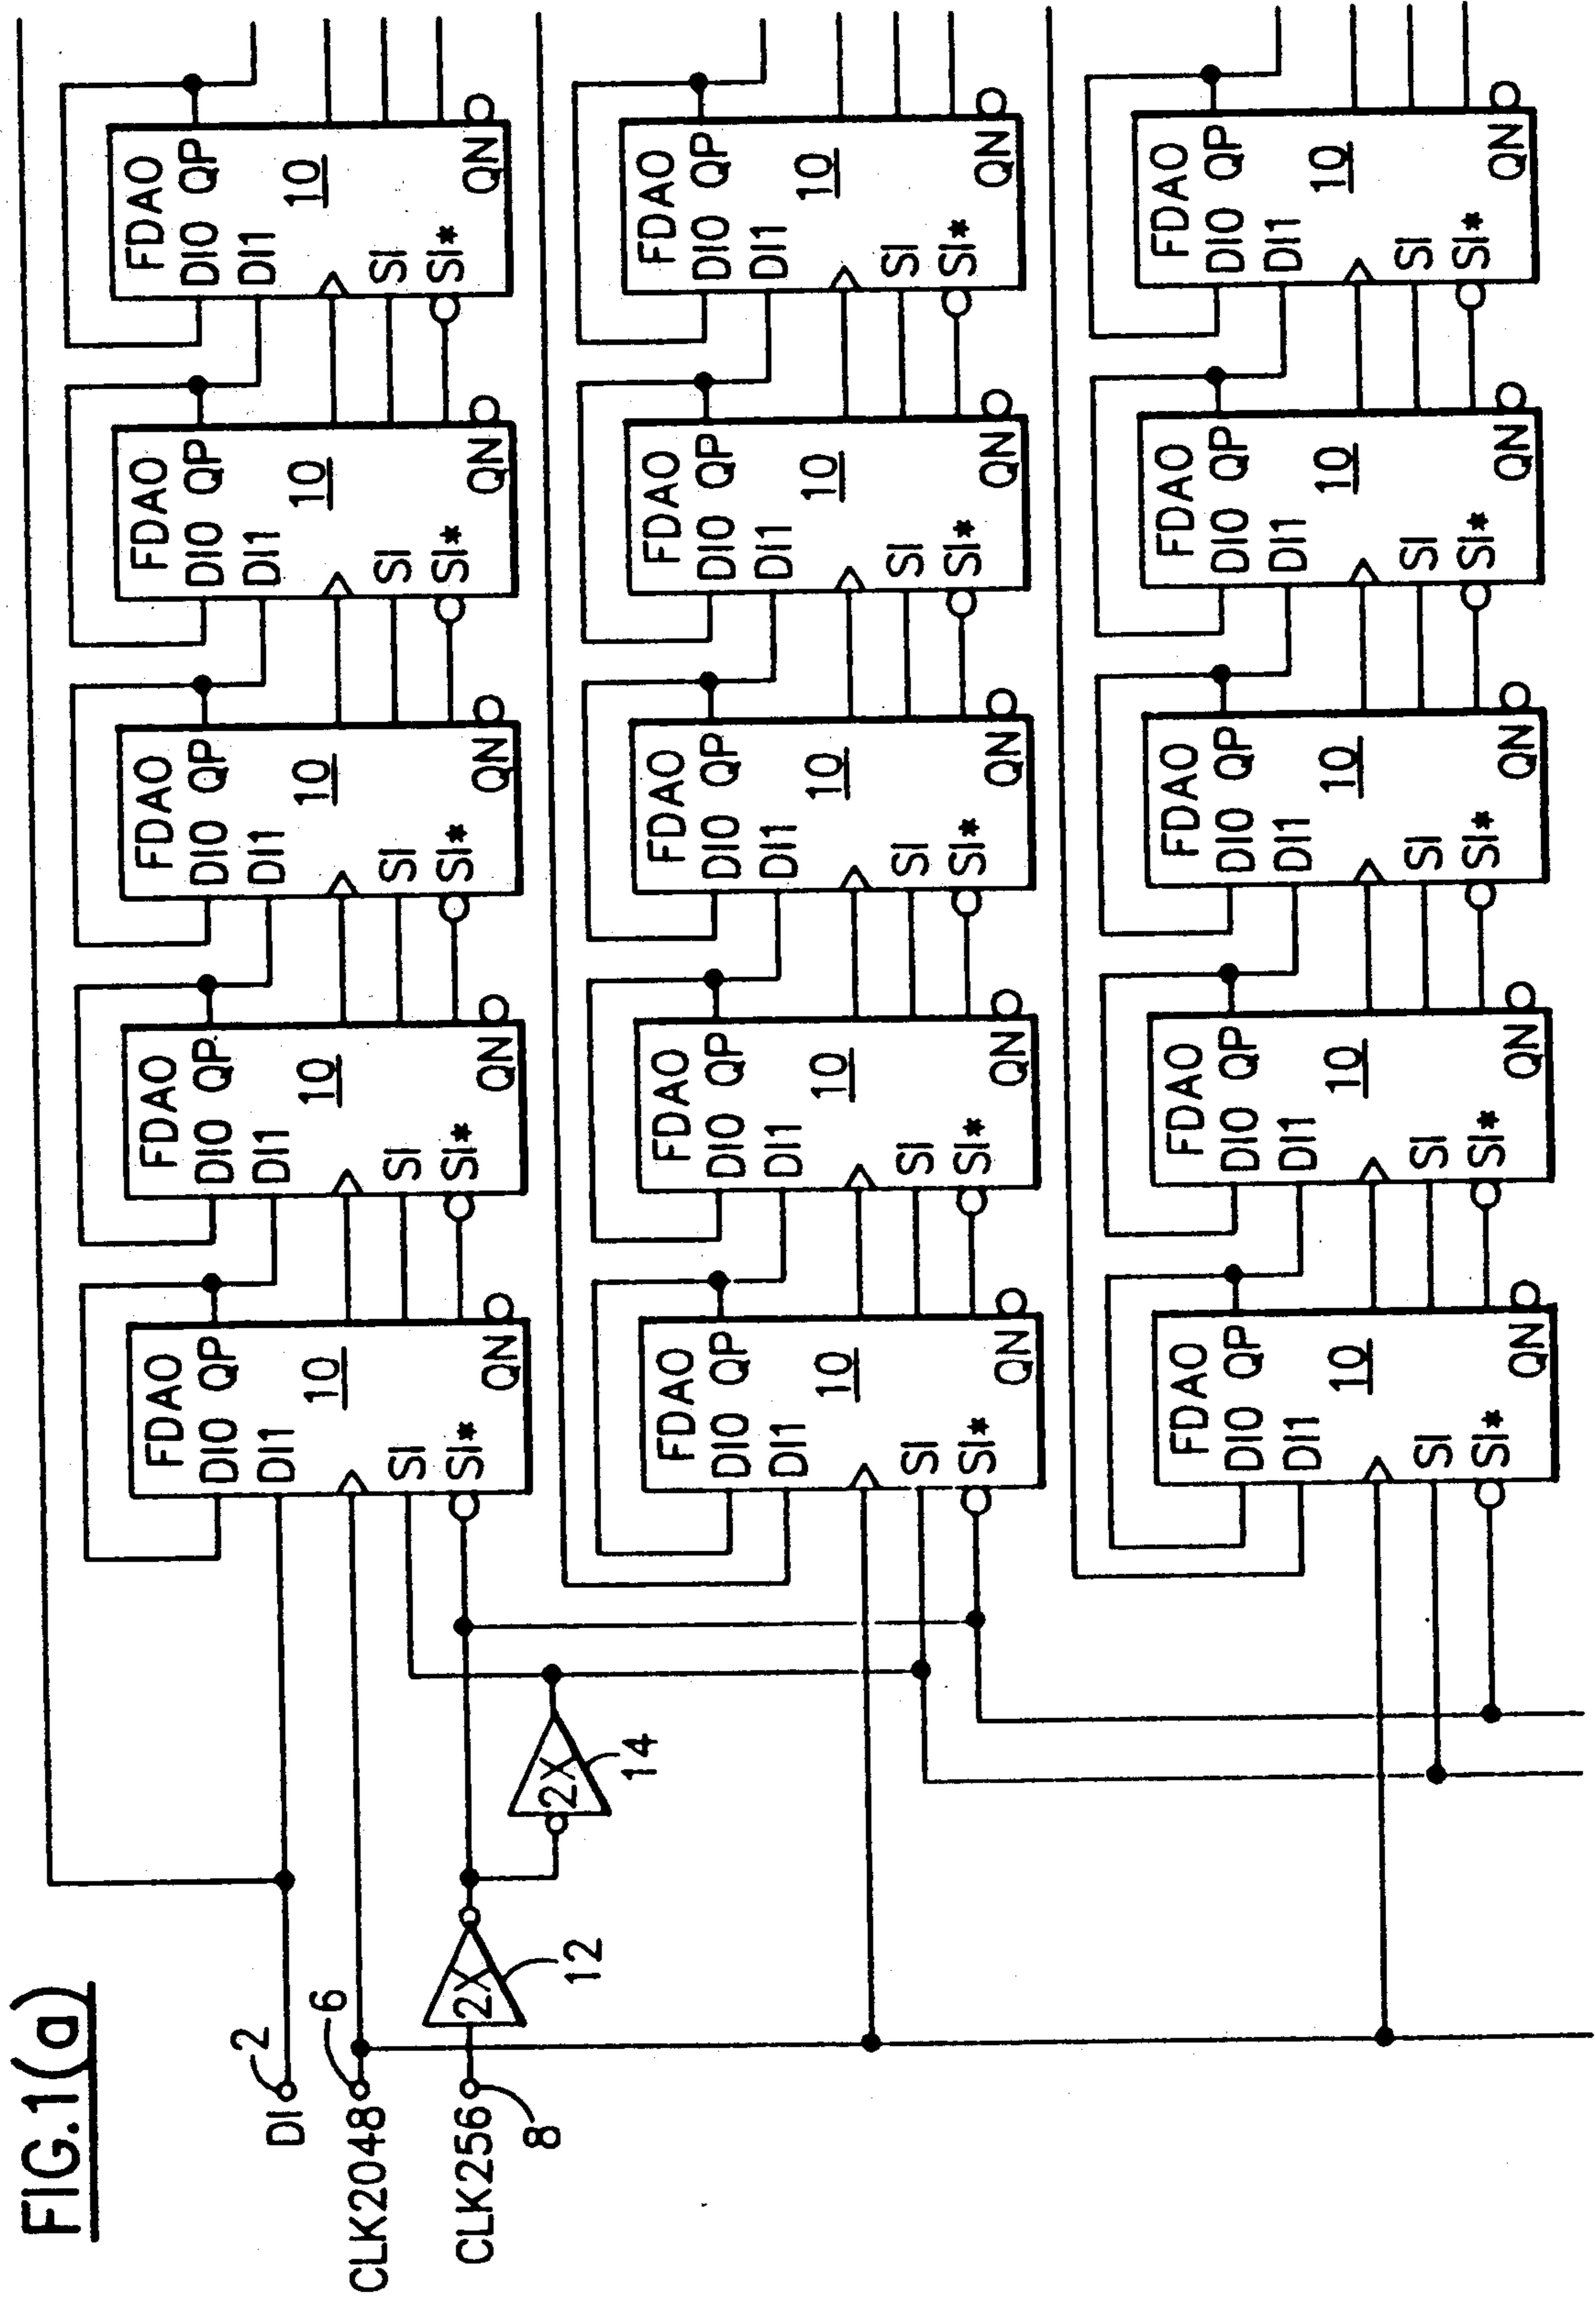 FIG.1(a)
DI 2
CLK2048 6
CLK256 8
2X 12
2X 14
FDAO
DIO QP
DI1
10
SI
SI*
QN
FDAO
DIO QP
DI1
10
SI
SI*
QN
FDAO
DIO QP
DI1
10
SI
SI*
QN
FDAO
DIO QP
DI1
10
SI
SI*
QN
FDAO
DIO QP
DI1
10
SI
SI*
QN
FDAO
DIO QP
DI1
10
SI
SI*
QN
FDAO
DIO QP
DI1
10
SI
SI*
QN
FDAO
DIO QP
DI1
10
SI
SI*
QN
FDAO
DIO QP
DI1
10
SI
SI*
QN
FDAO
DIO QP
DI1
10
SI
SI*
QN
FDAO
DIO QP
DI1
10
SI
SI*
QN
FDAO
DIO QP
DI1
10
SI
SI*
QN
FDAO
DIO QP
DI1
10
SI
SI*
QN
FDAO
DIO QP
DI1
10
SI
SI*
QN
FDAO
DIO QP
DI1
10
SI
SI*
QN